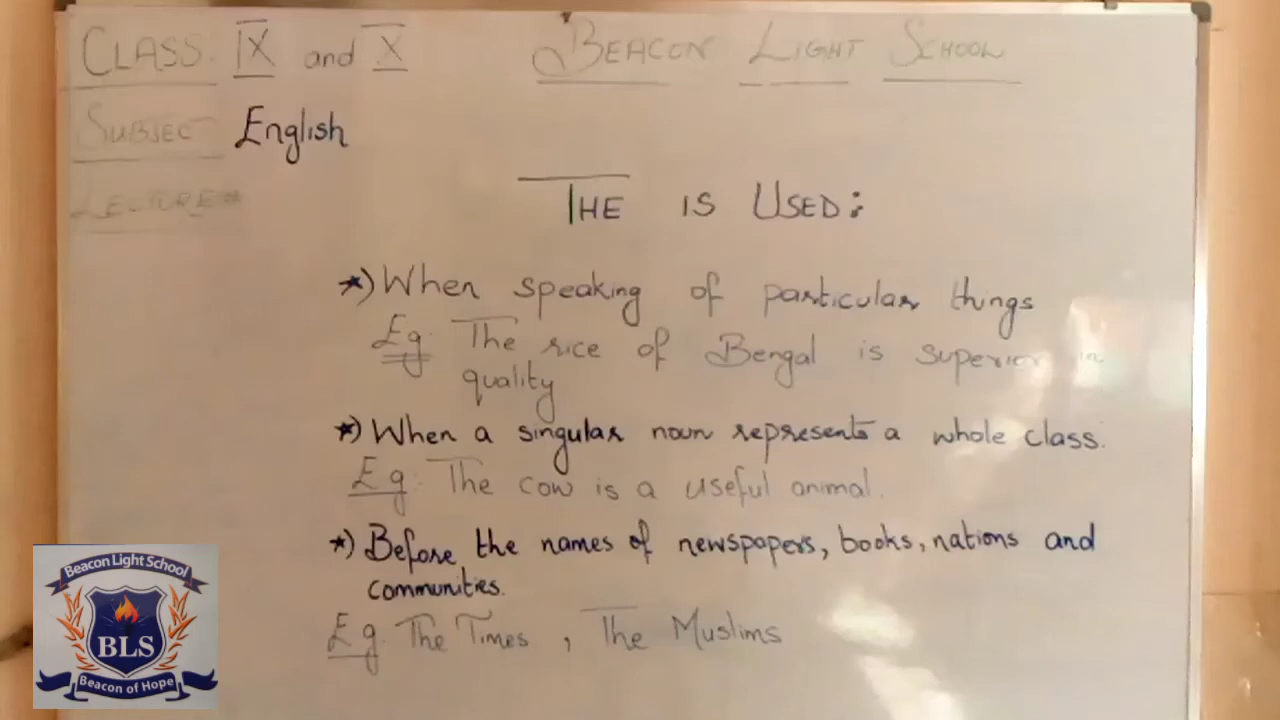 CLASS. IX and X
BEACON LIGHT SCHOOL
SUBJECT English
LECTURE#
THE IS USED:
*) When speaking of particular things
Eg. The rice of Bengal is superior in
quality
*) When a singular noun represents a whole class.
Eg. The cow is a useful animal.
*) Before the names of newspapers, books, nations and
communities.
Eg. The Times, The Muslims
Beacon Light School
BLS
Beacon of Hope